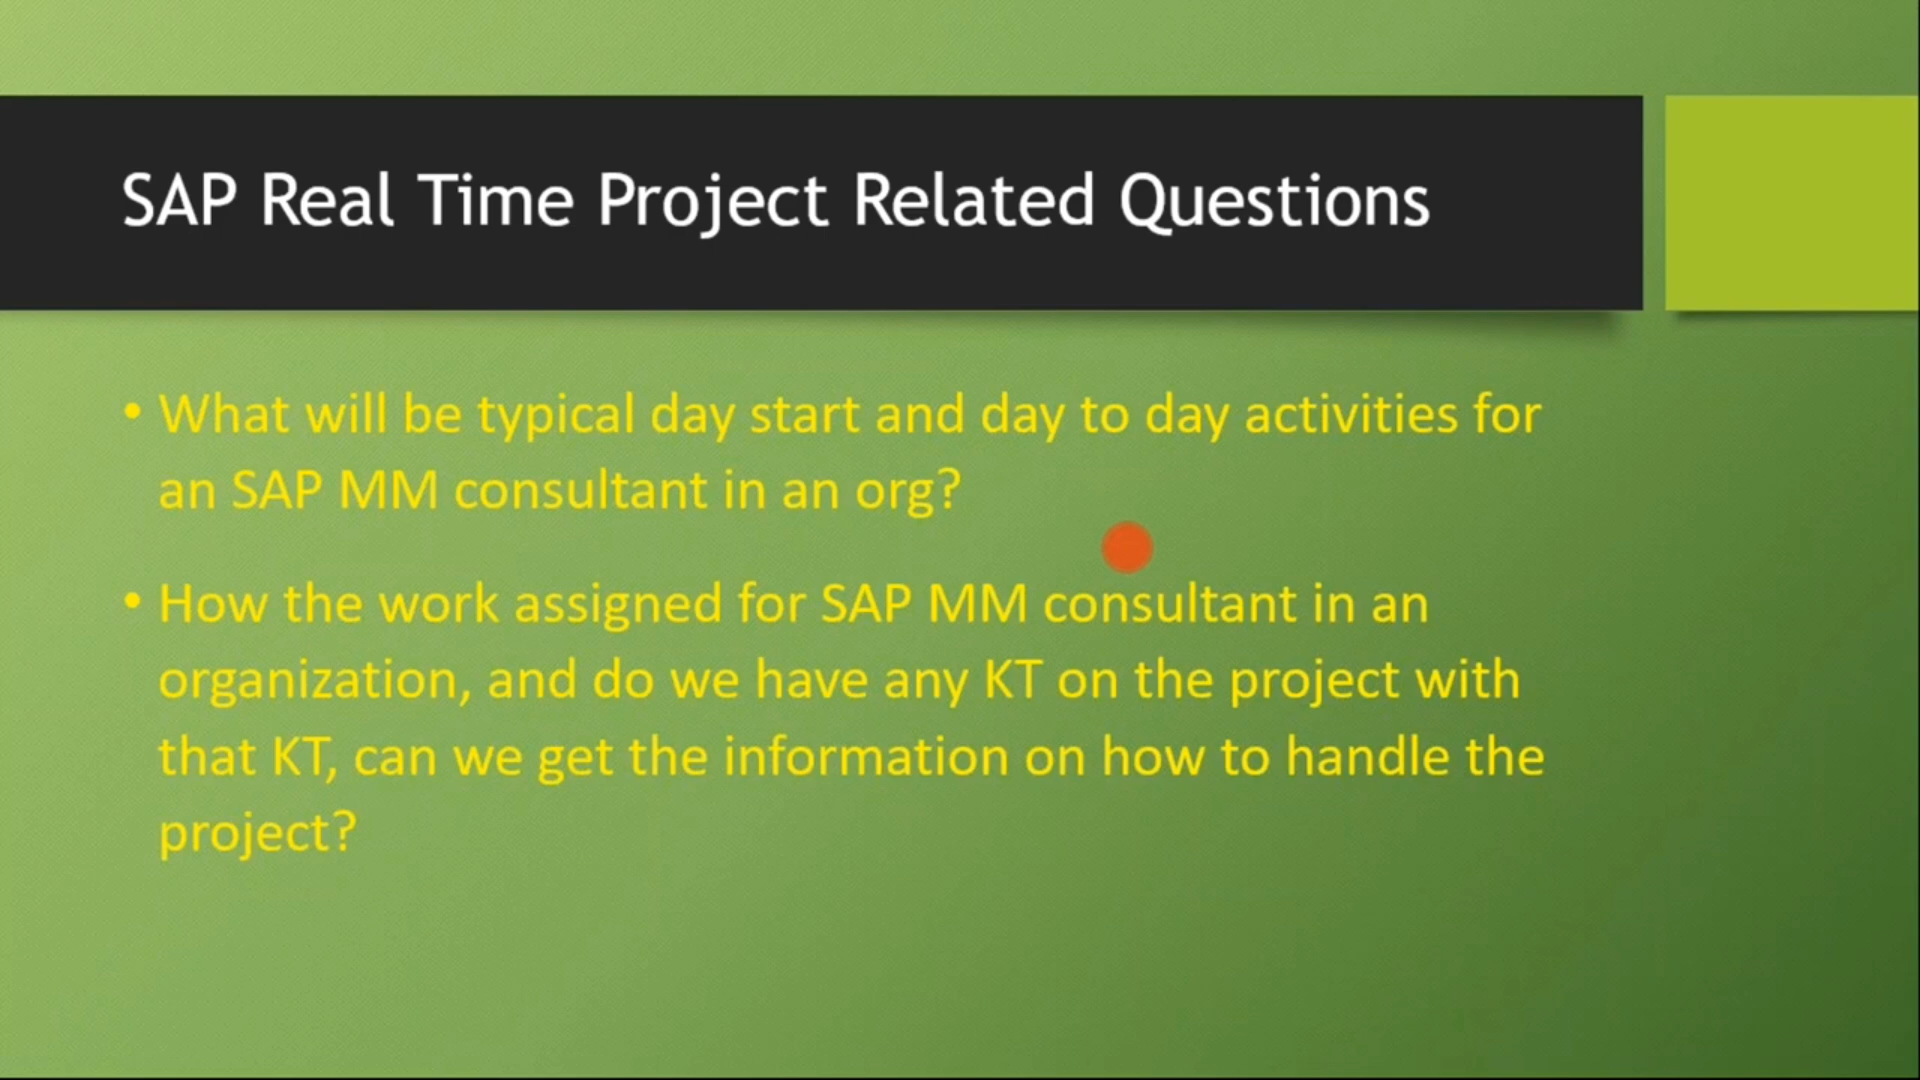 SAP Real Time Project Related Questions
• What will be typical day start and day to day activities for
an SAP MM consultant in an org?
• How the work assigned for SAP MM consultant in an
organization, and do we have any KT on the project with
that KT, can we get the information on how to handle the
project?